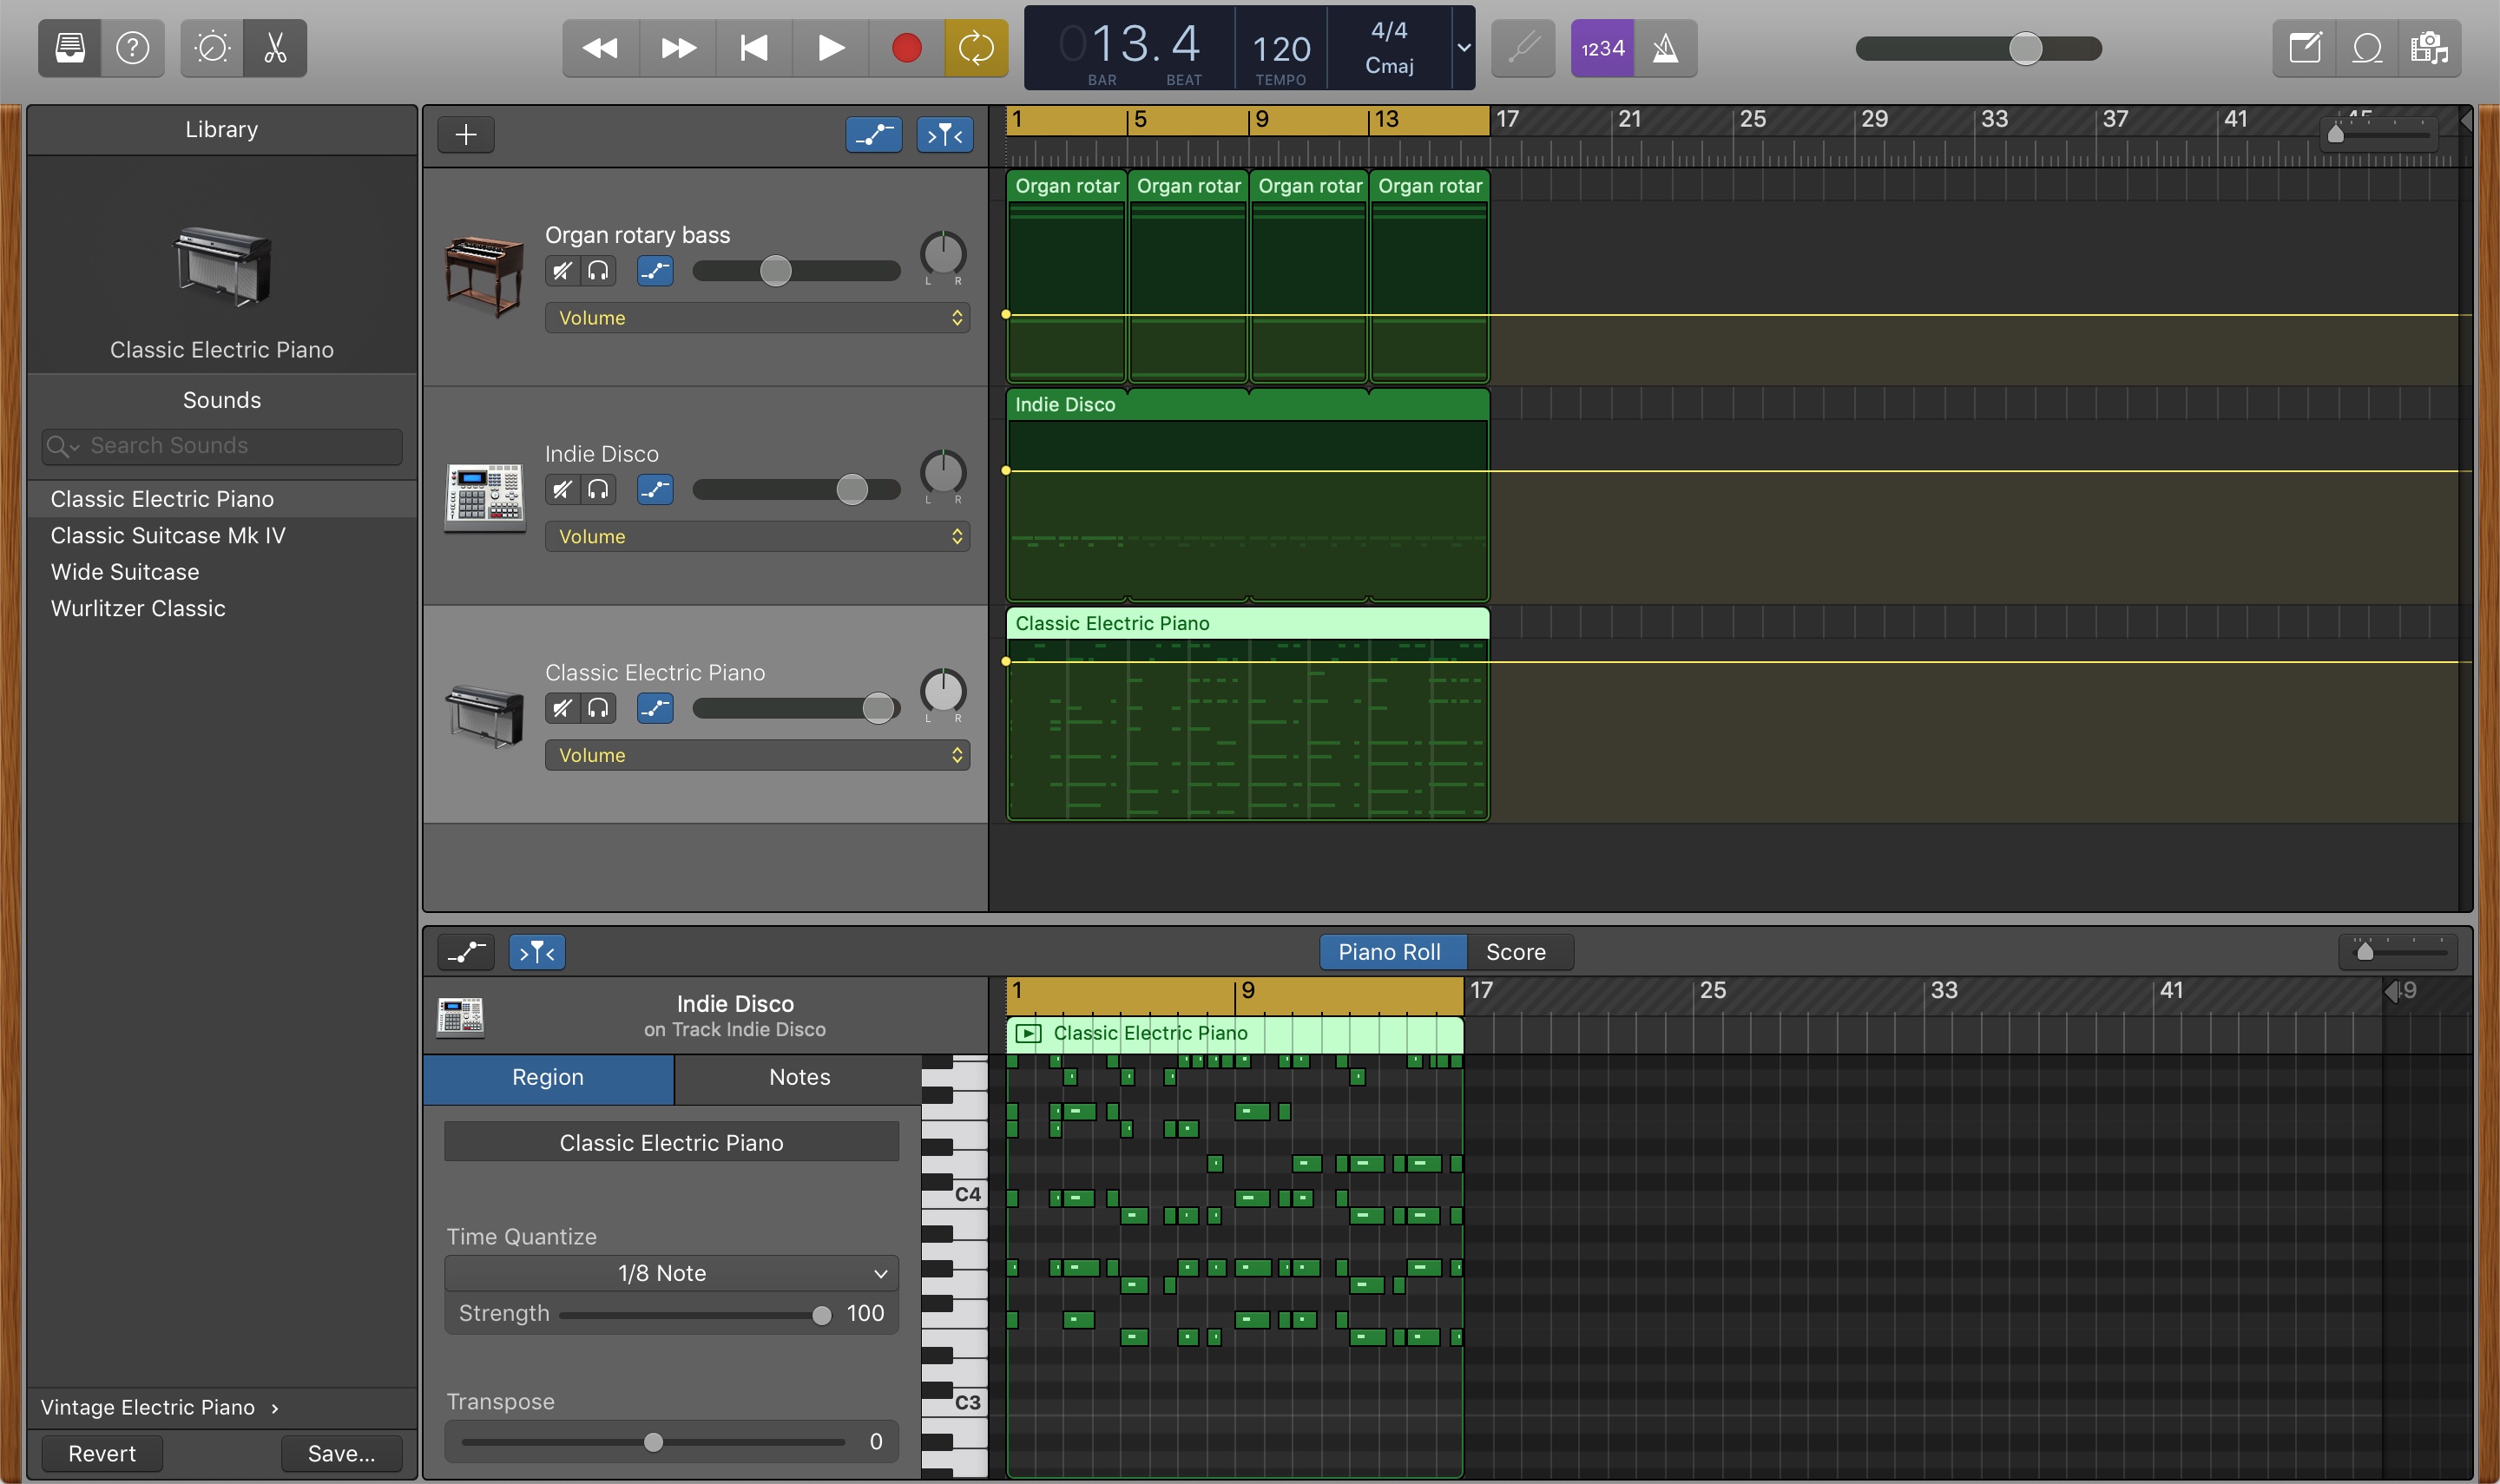 013.4
BAR
BEAT
120
TEMPO
4/4
Cmaj
1234
Library
Classic Electric Piano
Sounds
Search Sounds
Classic Electric Piano
Classic Suitcase Mk IV
Wide Suitcase
Wurlitzer Classic
Vintage Electric Piano
Revert
Save...
1 5 9 13 17 21 25 29 33 37 41 45
Organ rotary bass
L R
Volume
Organ rotar Organ rotar Organ rotar Organ rotar
Indie Disco
L R
Volume
Indie Disco
Classic Electric Piano
L R
Volume
Classic Electric Piano
Piano Roll
Score
Indie Disco
on Track Indie Disco
1 9 17 25 33 41 49
Classic Electric Piano
Region
Notes
Classic Electric Piano
Time Quantize
1/8 Note
Strength 100
Transpose
0
C4
C3